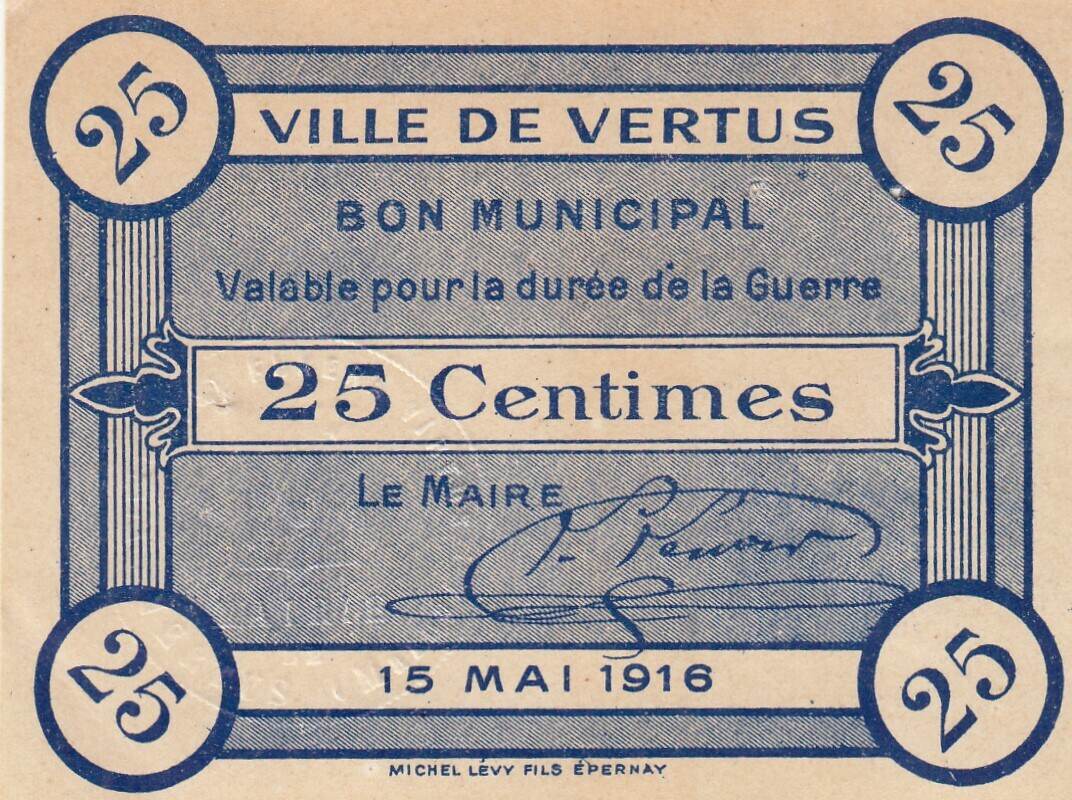 25 25
VILLE DE VERTUS
BON MUNICIPAL
Valable pour la durée de la Guerre
25 Centimes
LE MAIRE
15 MAI 1916
25 25
MICHEL LÉVY FILS ÉPERNAY